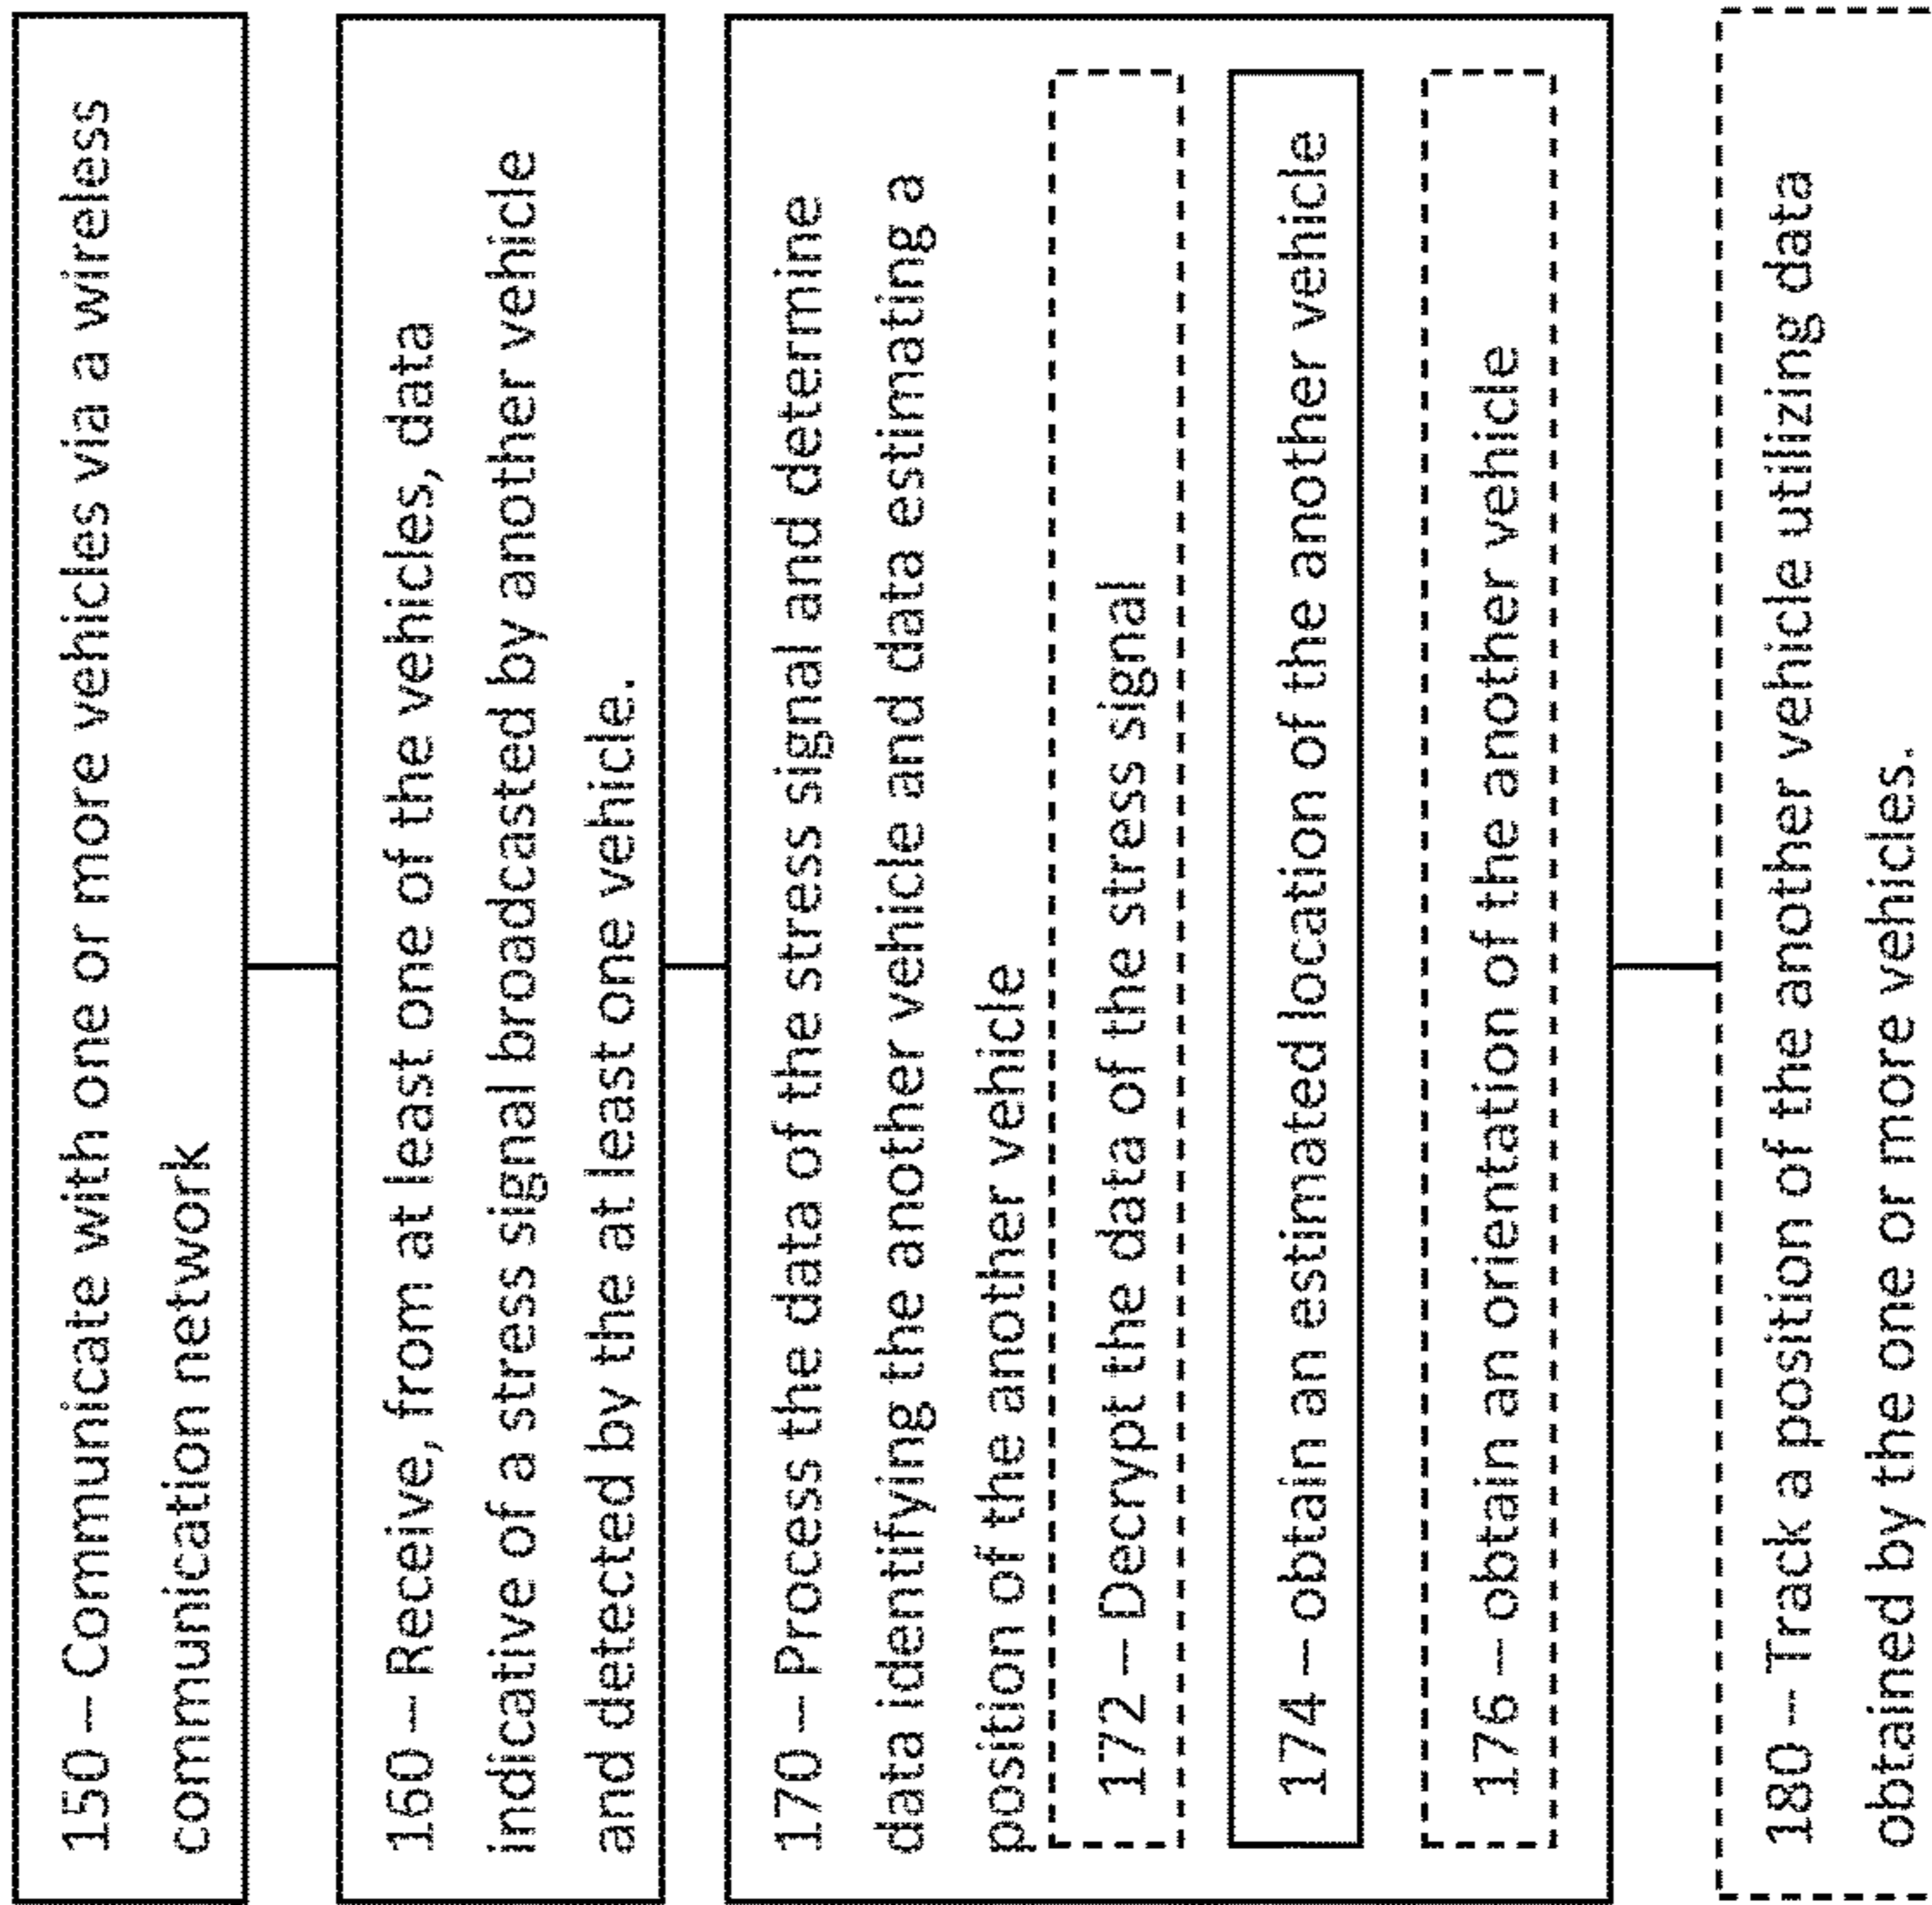 150 – Communicate with one or more vehicles via a wireless
communication network
160 – Receive, from at least one of the vehicles, data
indicative of a stress signal broadcasted by another vehicle
and detected by the at least one vehicle.
170 – Process the data of the stress signal and determine
data identifying the another vehicle and data estimating a
position of the another vehicle
172 – Decrypt the data of the stress signal
174 – obtain an estimated location of the another vehicle
176 – obtain an orientation of the another vehicle
180 – Track a position of the another vehicle utilizing data
obtained by the one or more vehicles.